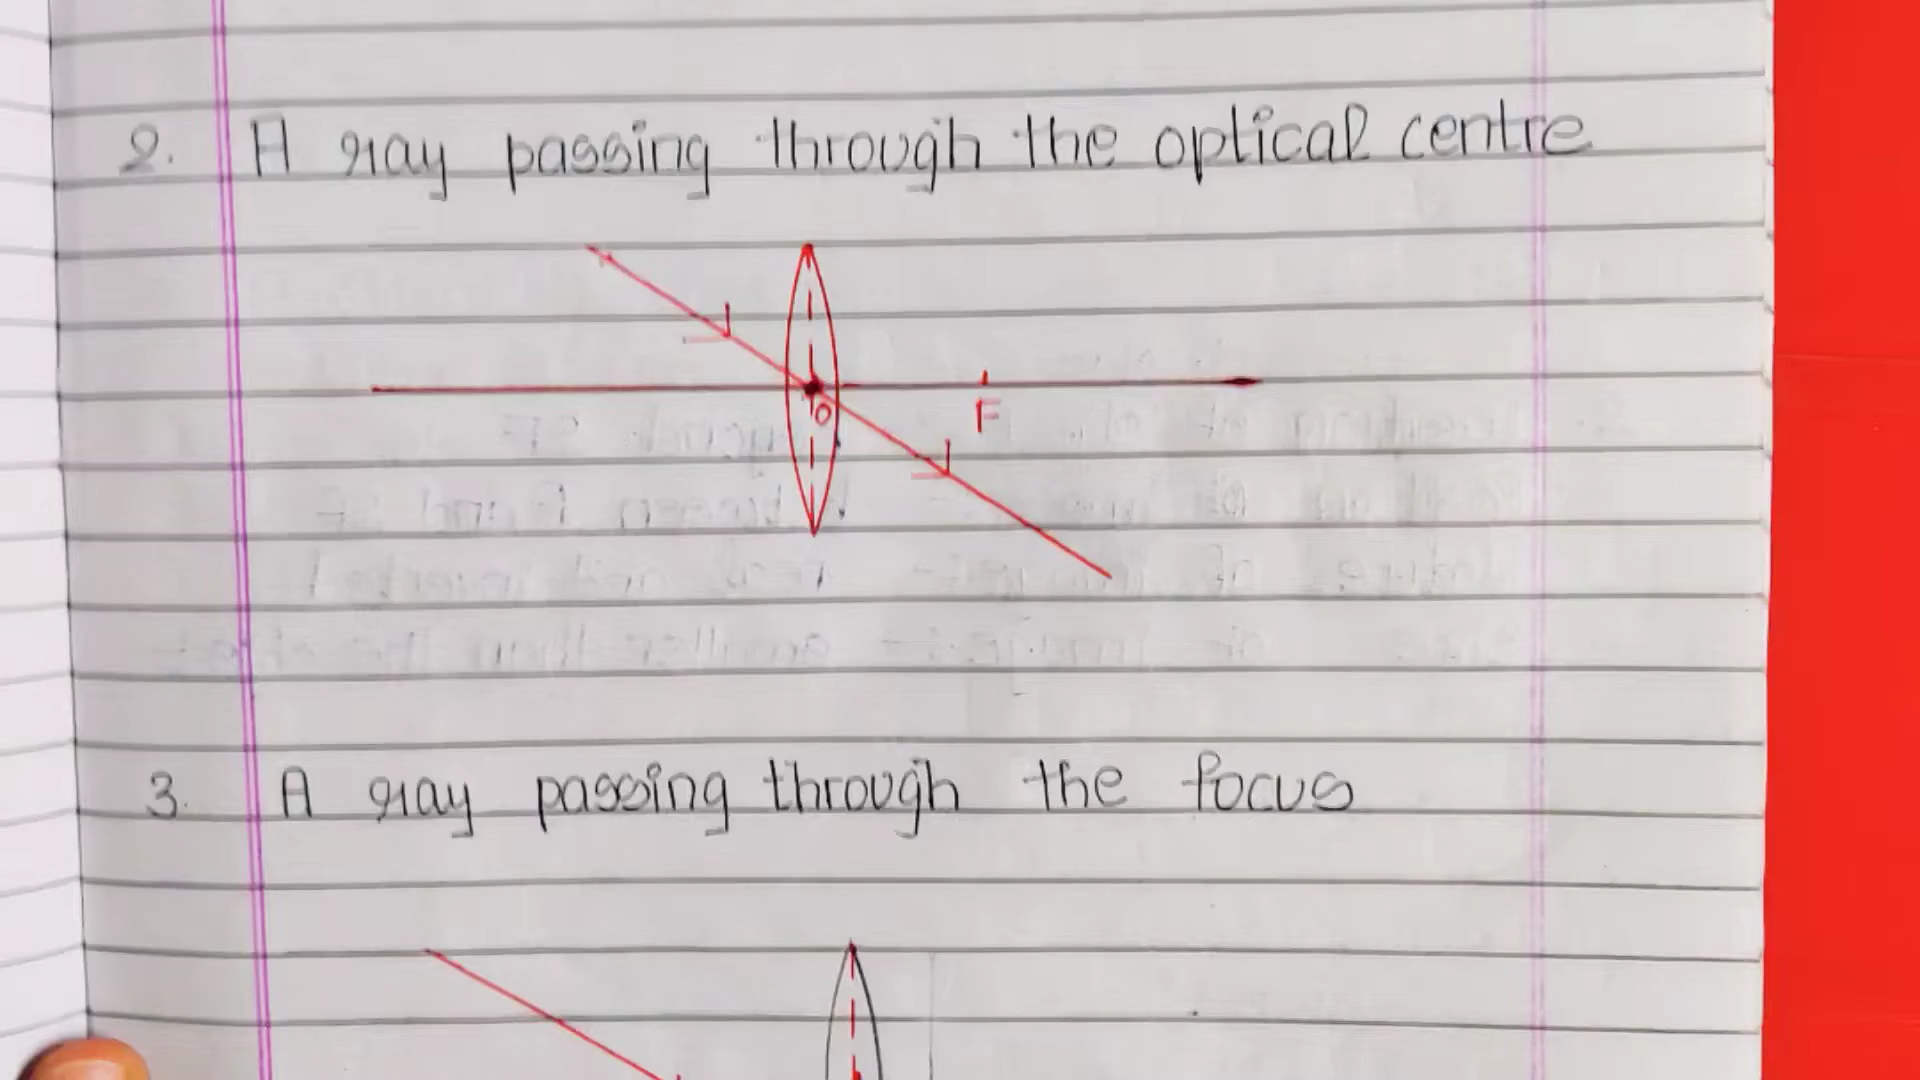 2. A ray passing through the optical centre
O
F
3. A ray passing through the focus